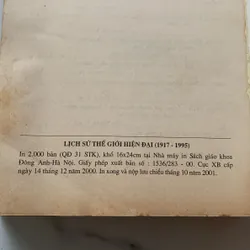 LỊCH SỬ THẾ GIỚI HIỆN ĐẠI (1917 - 1995)
In 2.000 bản (QĐ 31 STK), khổ 16x24cm tại Nhà máy in Sách giáo khoa
Đông Anh-Hà Nội. Giấy phép xuất bản số : 1536/283 - 00. Cục XB cấp
ngày 14 tháng 12 năm 2000. In xong và nộp lưu chiểu tháng 10 năm 2001.